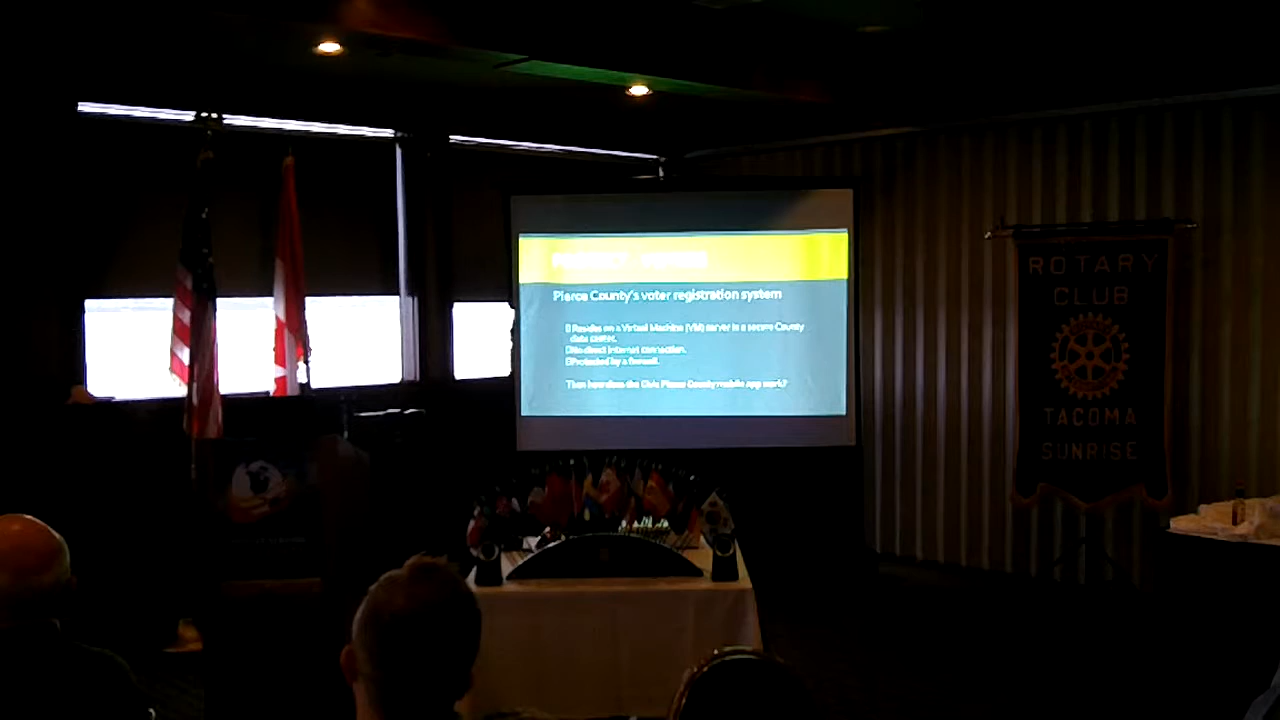 Pierce County's voter registration system
Resides on a Virtual Machine (VM) server in a secure County
data center.
No direct internet connection.
Protected by a firewall.
Then how does the Civic Pierce County mobile app work?
ROTARY
CLUB
TACOMA
SUNRISE